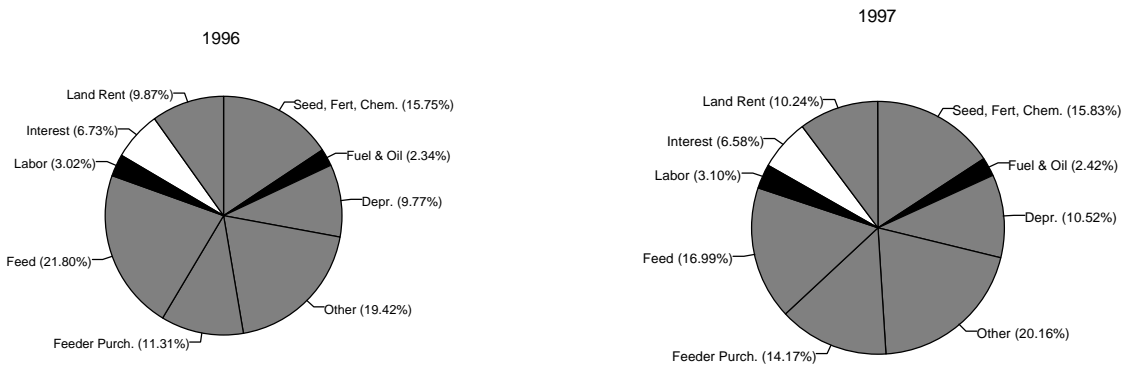 1996
Land Rent (9.87%)
Seed, Fert, Chem. (15.75%)
Interest (6.73%)
Fuel & Oil (2.34%)
Labor (3.02%)
Depr. (9.77%)
Feed (21.80%)
Other (19.42%)
Feeder Purch. (11.31%)
1997
Land Rent (10.24%)
Seed, Fert, Chem. (15.83%)
Interest (6.58%)
Fuel & Oil (2.42%)
Labor (3.10%)
Depr. (10.52%)
Feed (16.99%)
Other (20.16%)
Feeder Purch. (14.17%)